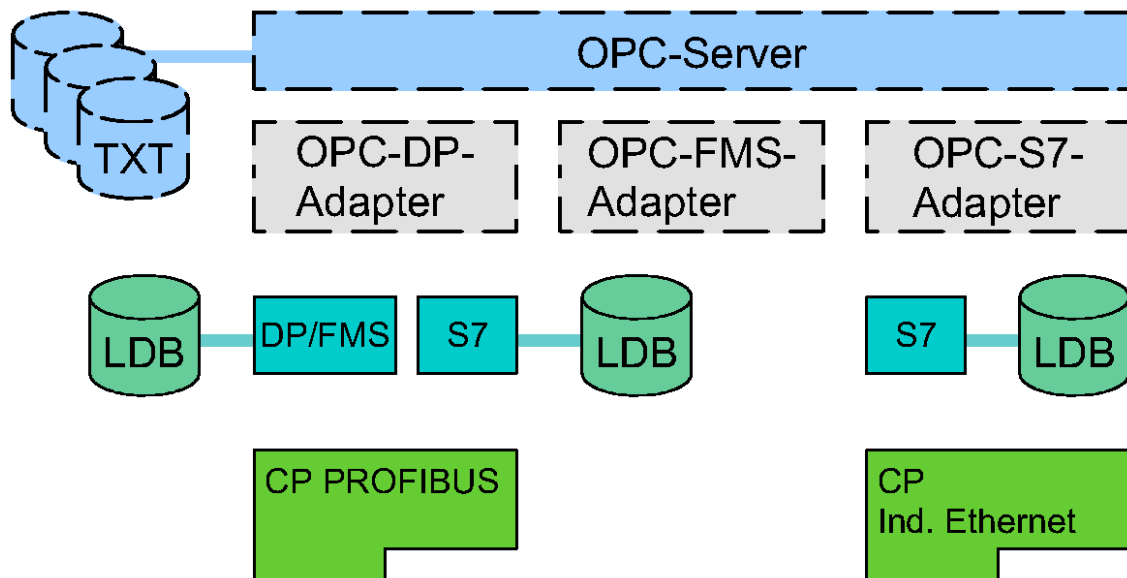 OPC-Server
TXT
OPC-DP-
Adapter
OPC-FMS-
Adapter
OPC-S7-
Adapter
LDB
DP/FMS
S7
LDB
S7
LDB
CP PROFIBUS
CP
Ind. Ethernet